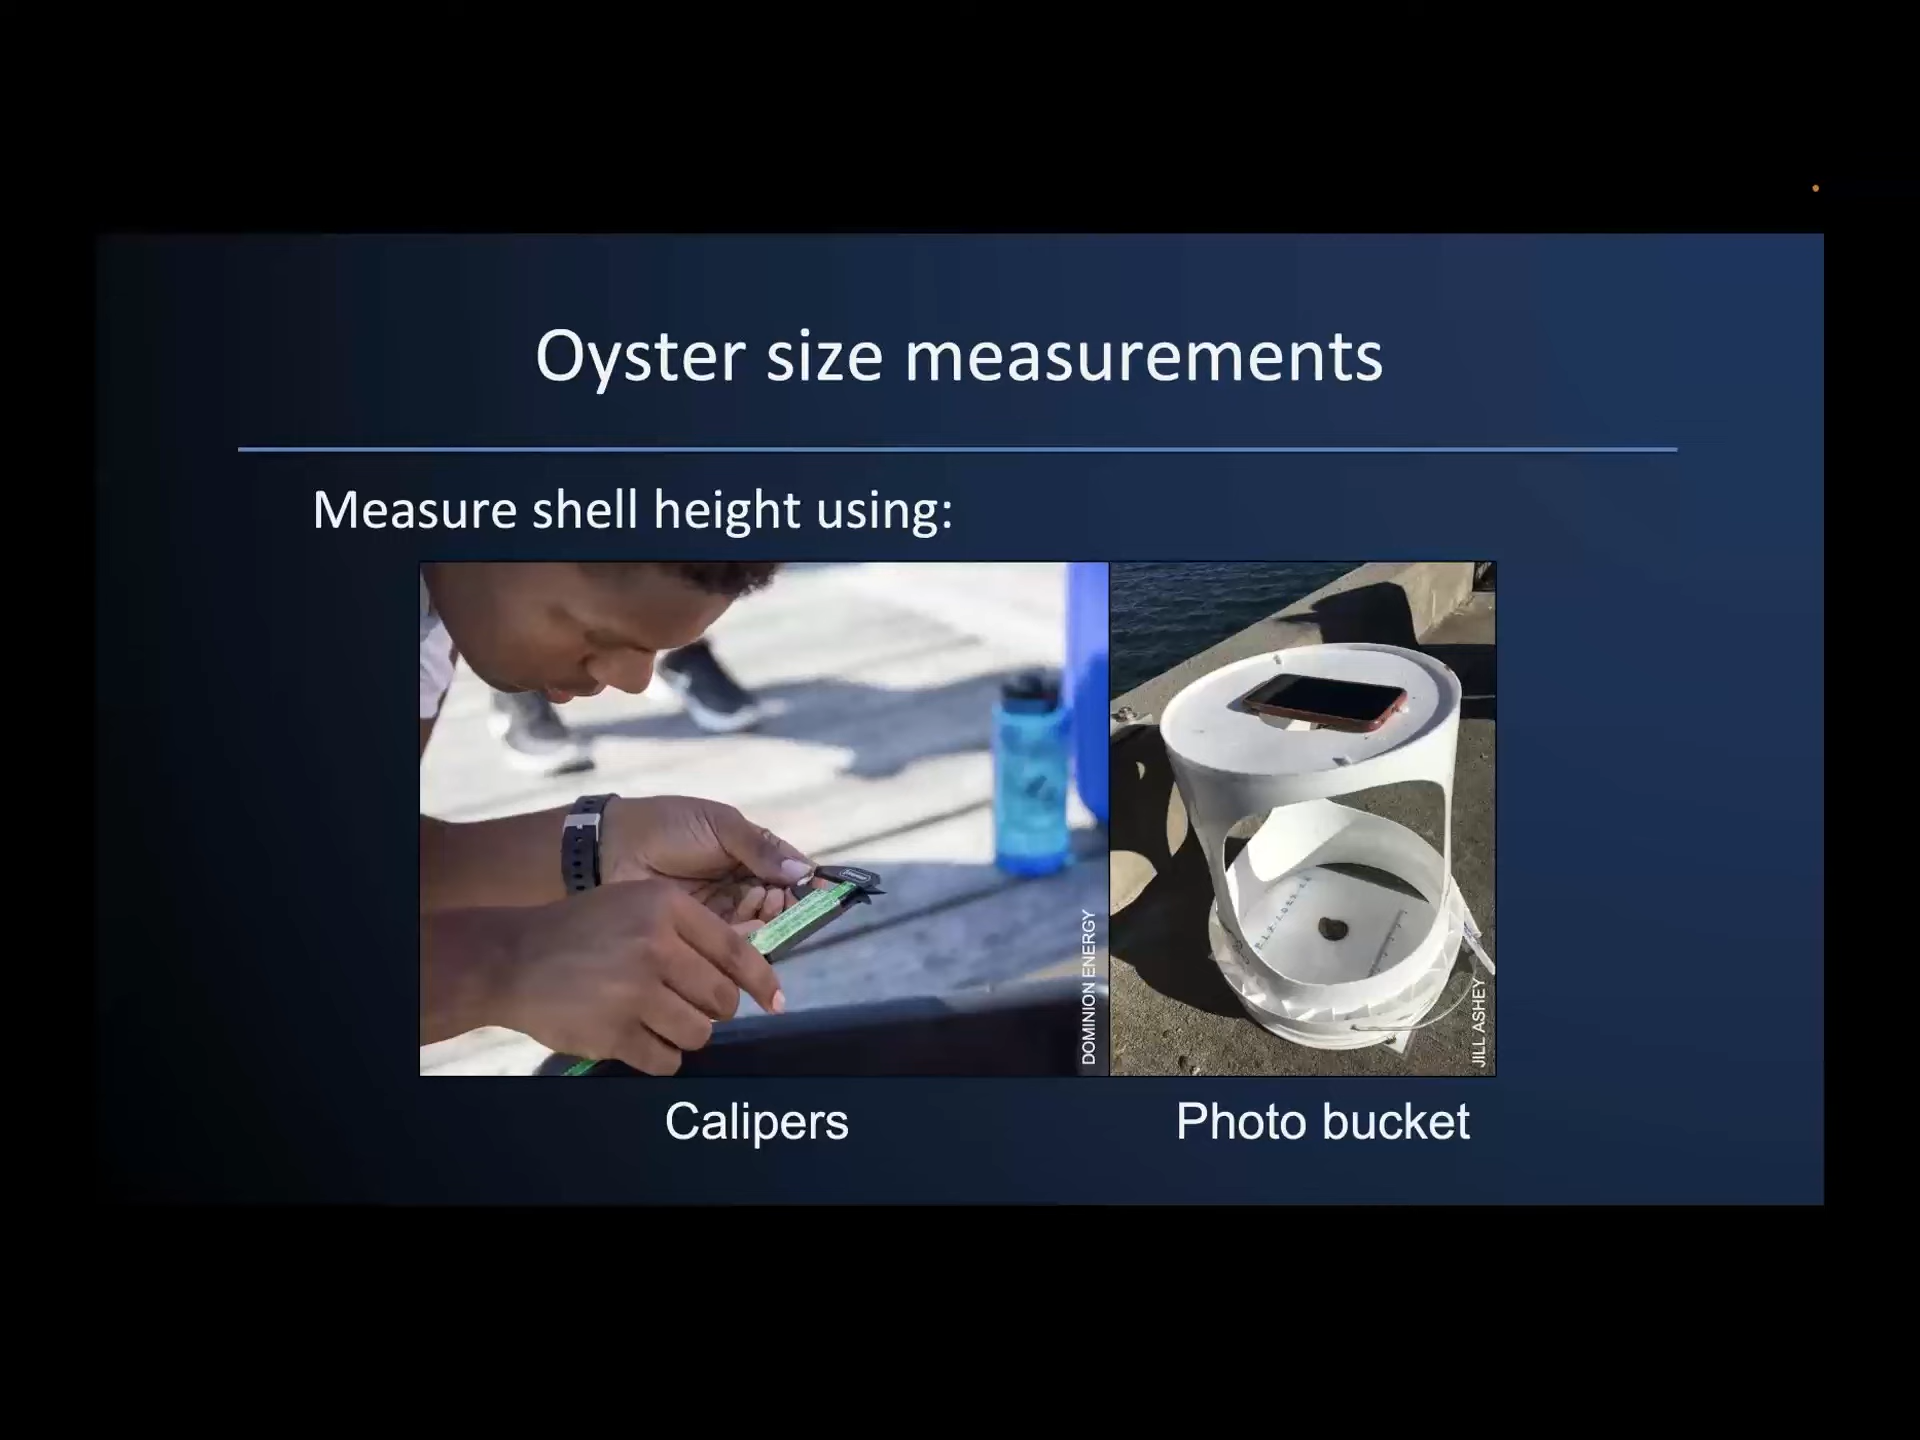 Oyster size measurements
Measure shell height using:
DOMINION ENERGY
JILL ASHEY
Calipers
Photo bucket